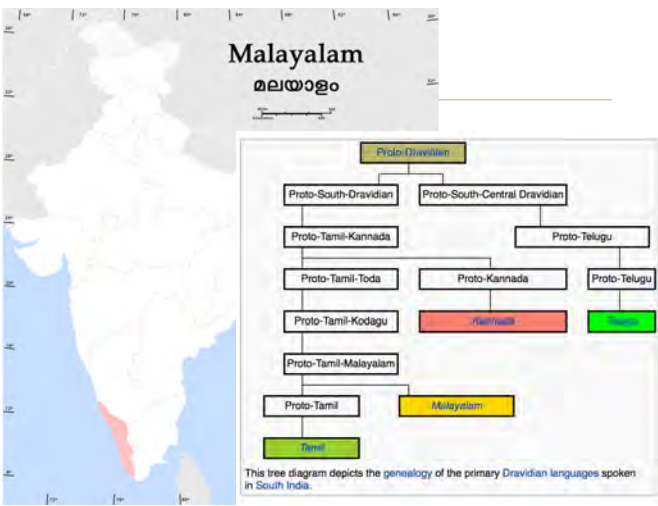 Malayalam
മലയാളം
Proto-Dravidian
Proto-South-Dravidian
Proto-South-Central Dravidian
Proto-Tamil-Kannada
Proto-Telugu
Proto-Tamil-Toda
Proto-Kannada
Proto-Telugu
Proto-Tamil-Kodagu
Kannada
Telugu
Proto-Tamil-Malayalam
Proto-Tamil
Malayalam
Tamil
This tree diagram depicts the genealogy of the primary Dravidian languages spoken
in South India.